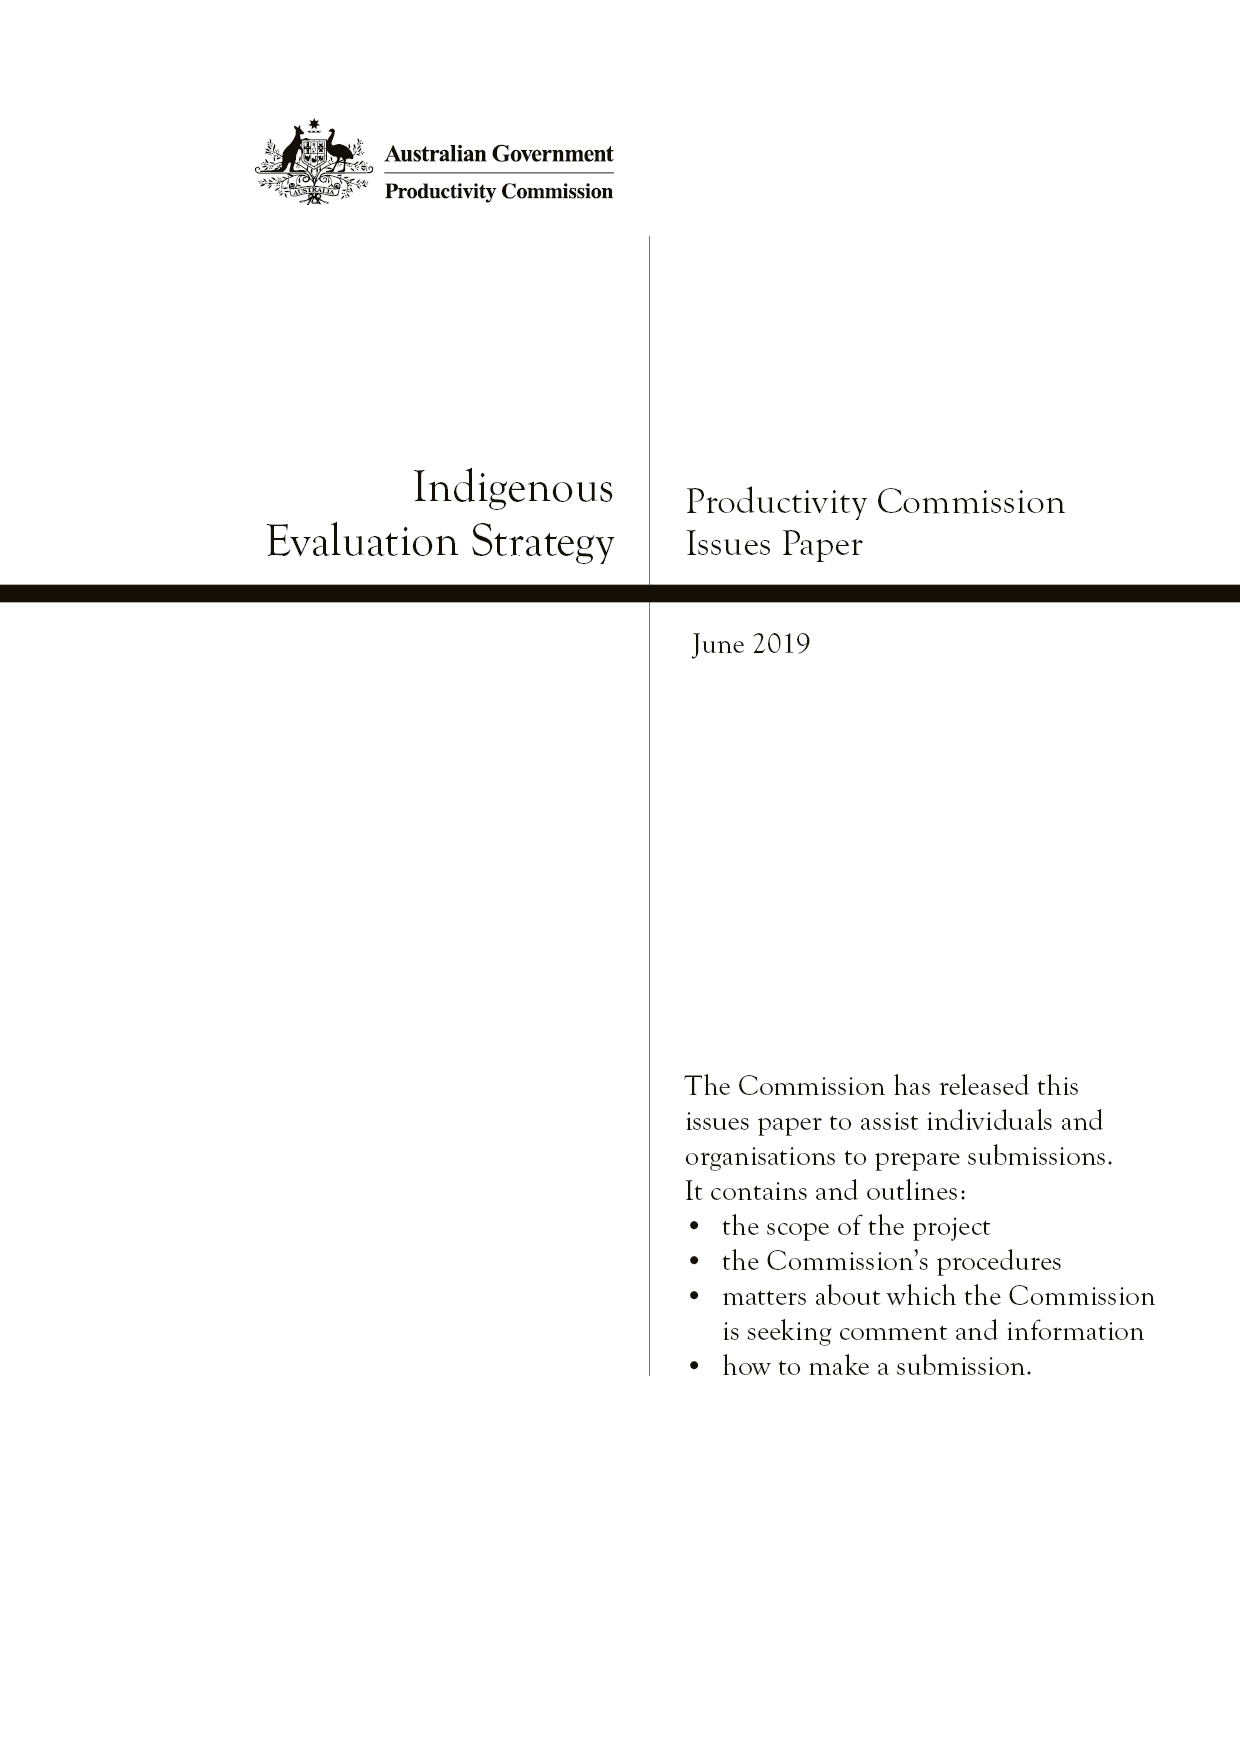 AUSTRALIA
Australian Government
Productivity Commission
Indigenous
Evaluation Strategy
Productivity Commission
Issues Paper
June 2019
The Commission has released this
issues paper to assist individuals and
organisations to prepare submissions.
It contains and outlines:
• the scope of the project
• the Commission’s procedures
• matters about which the Commission
is seeking comment and information
• how to make a submission.